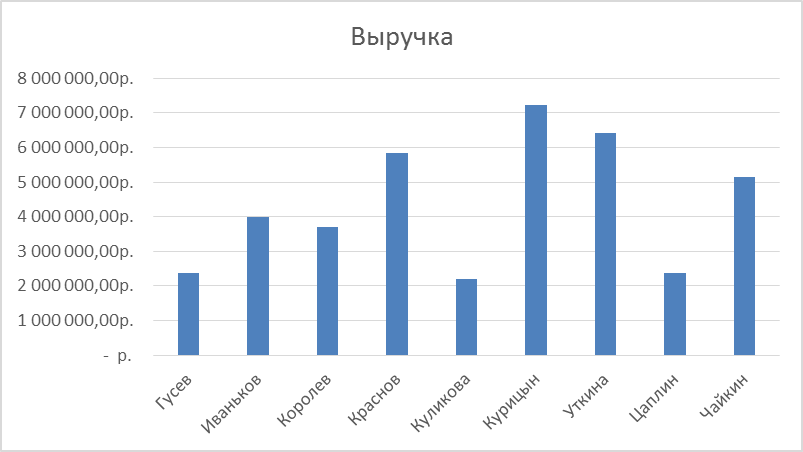 Выручка
8 000 000,00р.
7 000 000,00р.
6 000 000,00р.
5 000 000,00р.
4 000 000,00р.
3 000 000,00р.
2 000 000,00р.
1 000 000,00р.
- р.
Гусев
Иваньков
Королев
Краснов
Куликова
Курицын
Уткина
Цаплин
Чайкин